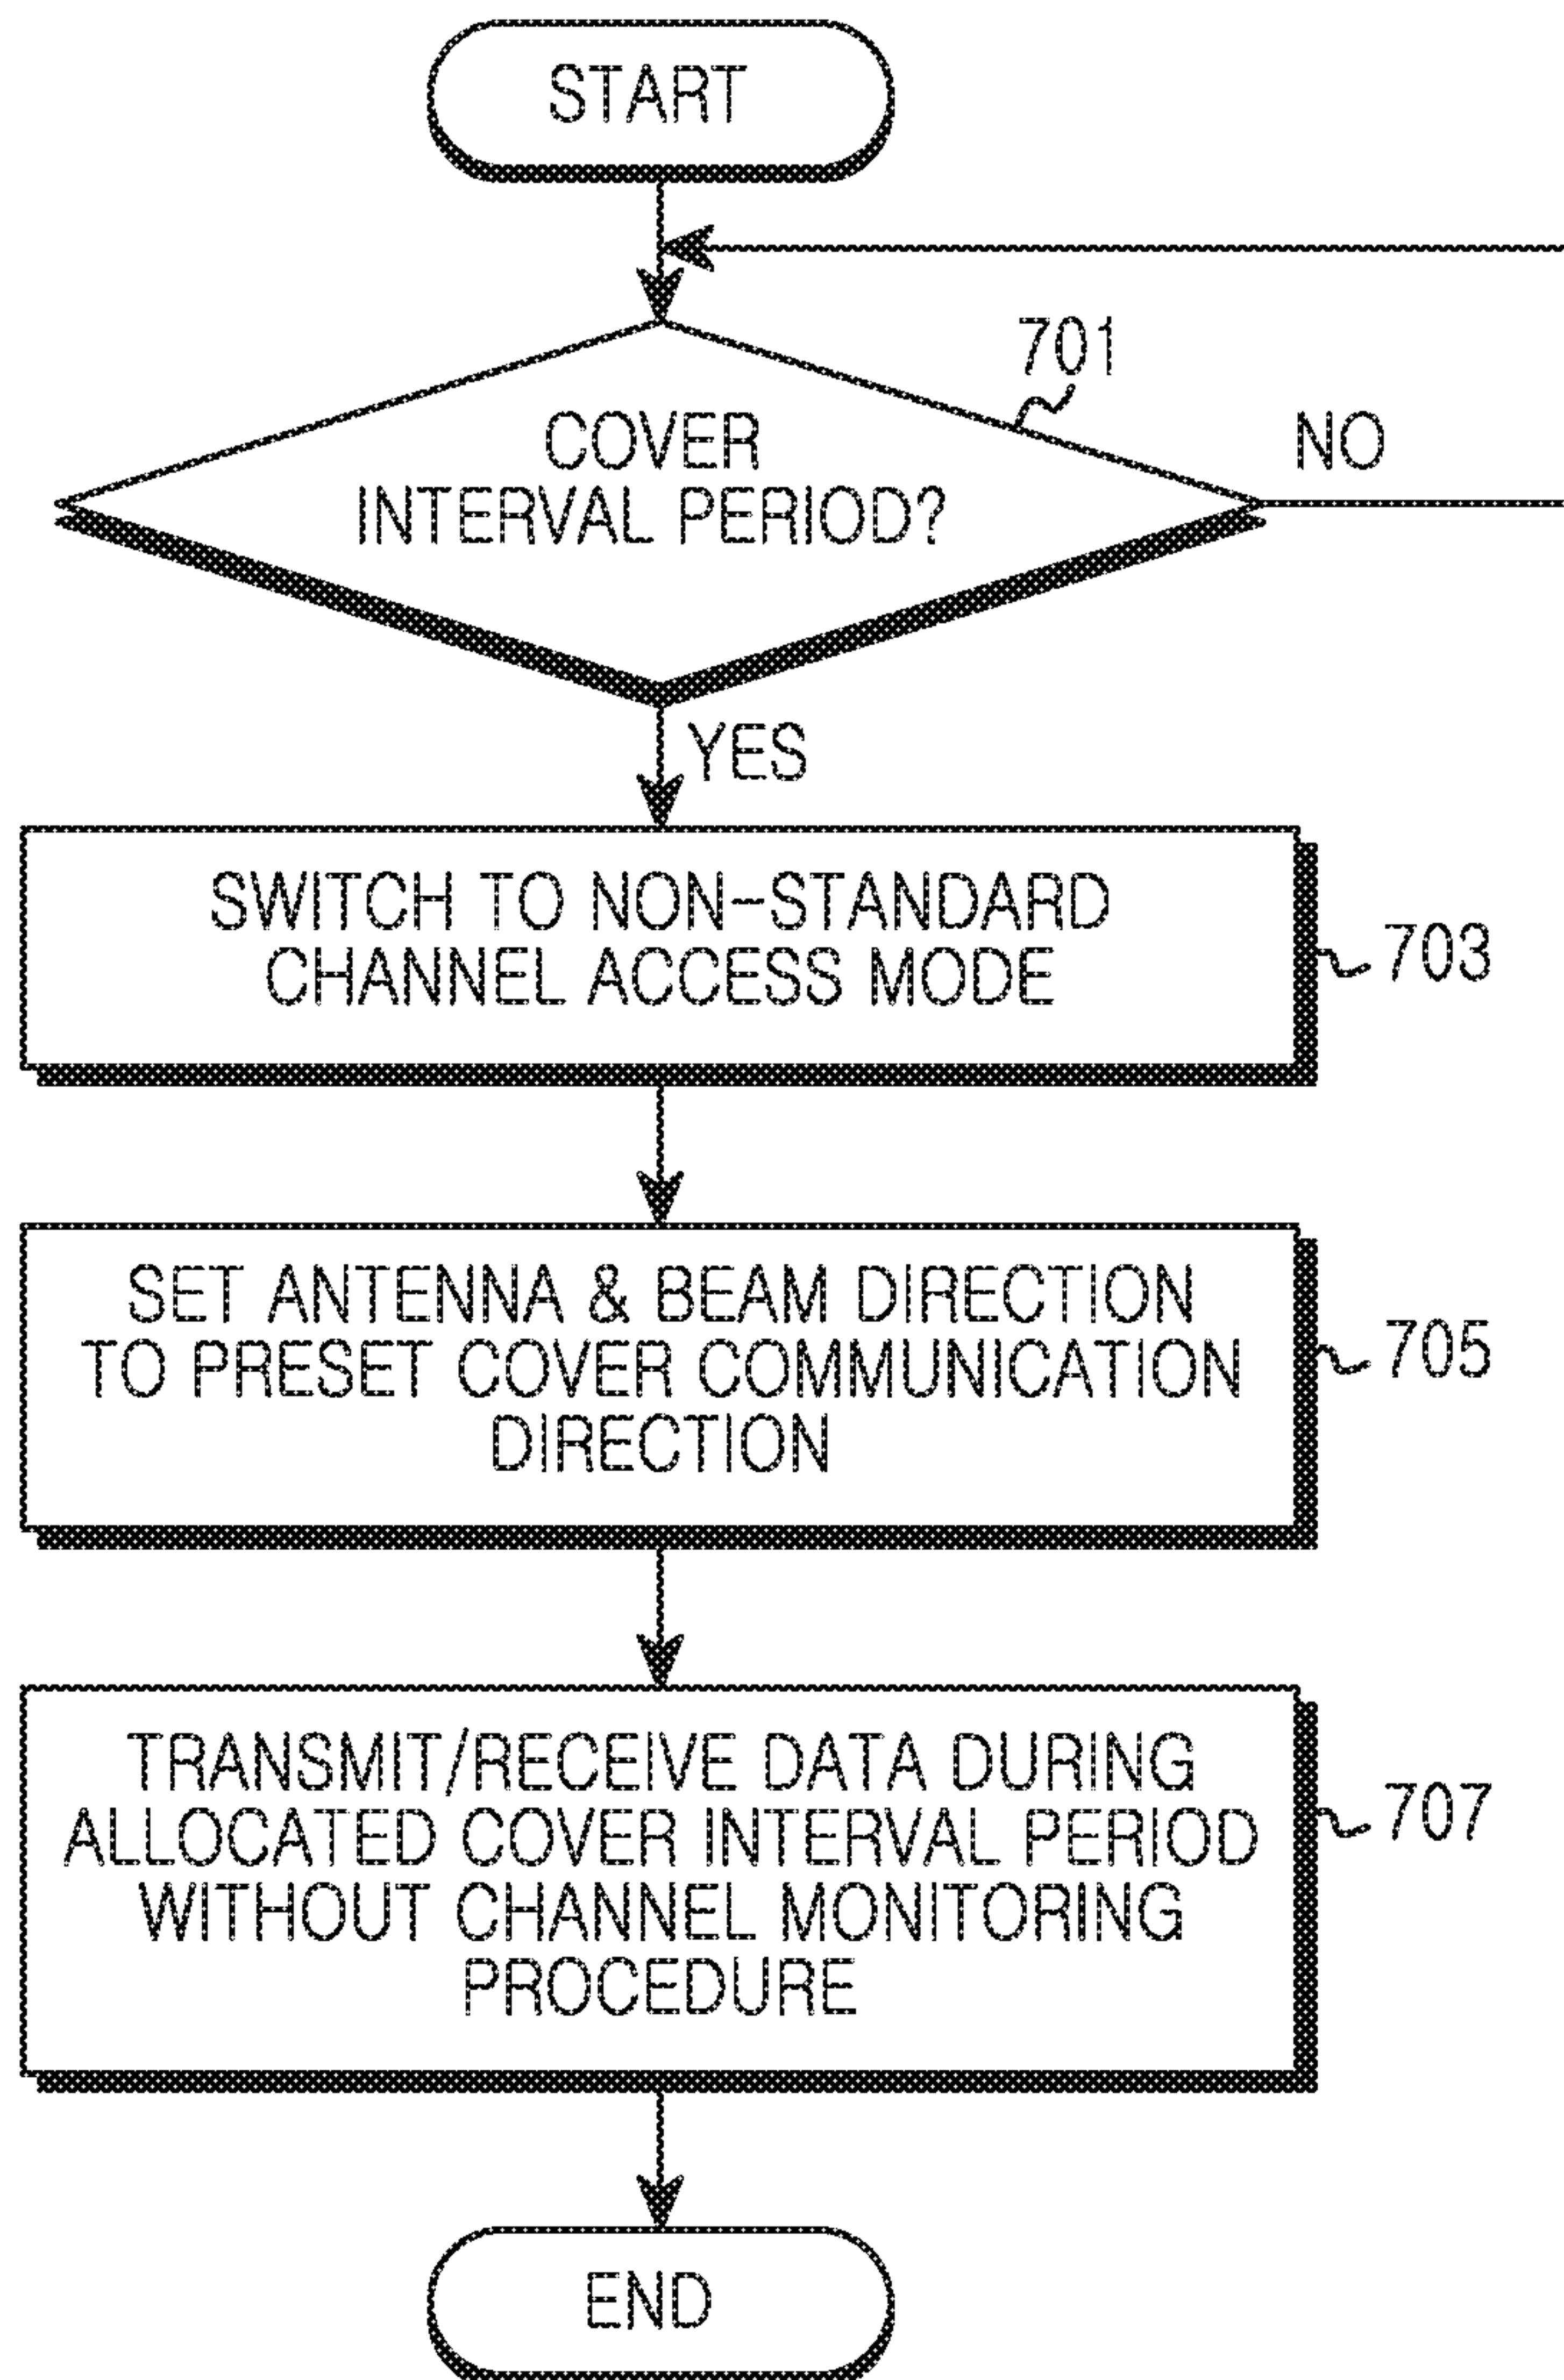 START
701
COVER
INTERVAL PERIOD?
NO
YES
SWITCH TO NON-STANDARD
CHANNEL ACCESS MODE
703
SET ANTENNA & BEAM DIRECTION
TO PRESET COVER COMMUNICATION
DIRECTION
705
TRANSMIT/RECEIVE DATA DURING
ALLOCATED COVER INTERVAL PERIOD
WITHOUT CHANNEL MONITORING
PROCEDURE
707
END